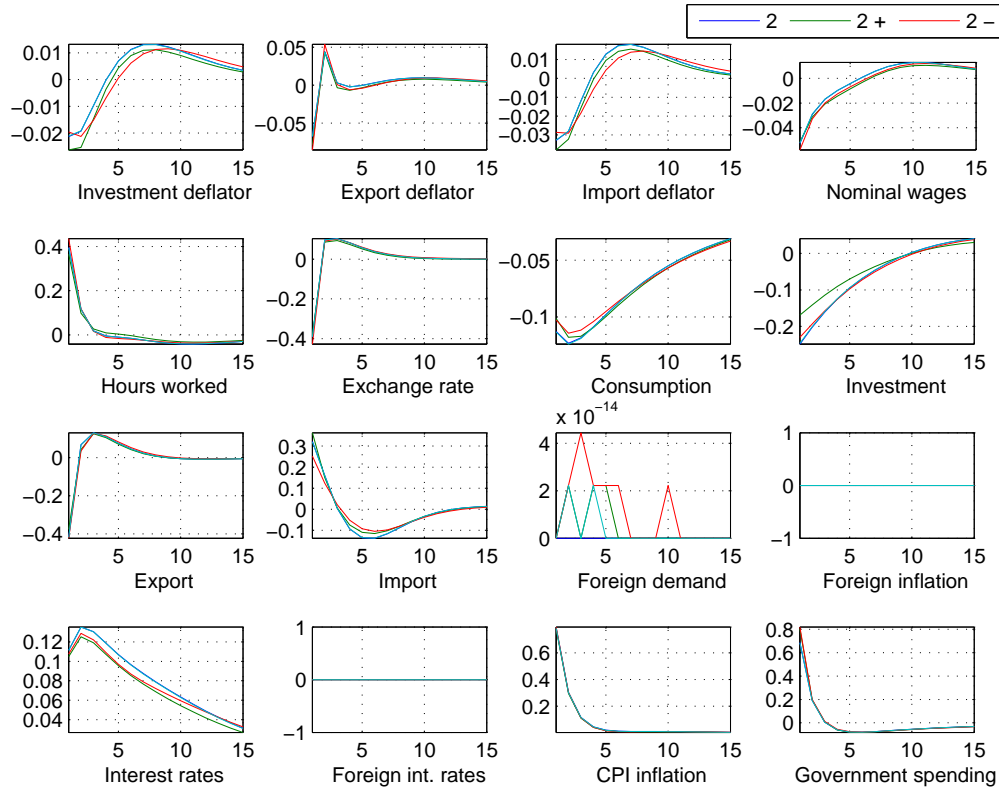 2 2 + 2 −
0.01 0 −0.01 −0.02
5 10 15
Investment deflator
0.05 0 −0.05
5 10 15
Export deflator
0.01 0 −0.01 −0.02 −0.03
5 10 15
Import deflator
0 −0.02 −0.04
5 10 15
Nominal wages
0.4 0.2 0
5 10 15
Hours worked
0 −0.2 −0.4
5 10 15
Exchange rate
−0.05 −0.1
5 10 15
Consumption
0 −0.1 −0.2
5 10 15
Investment
0 −0.2 −0.4
5 10 15
Export
0.3 0.2 0.1 0 −0.1
5 10 15
Import
x 10−14
4 2 0
5 10 15
Foreign demand
1 0 −1
5 10 15
Foreign inflation
0.12 0.1 0.08 0.06 0.04
5 10 15
Interest rates
1 0 −1
5 10 15
Foreign int. rates
0.6 0.4 0.2
5 10 15
CPI inflation
0.8 0.6 0.4 0.2 0
5 10 15
Government spending